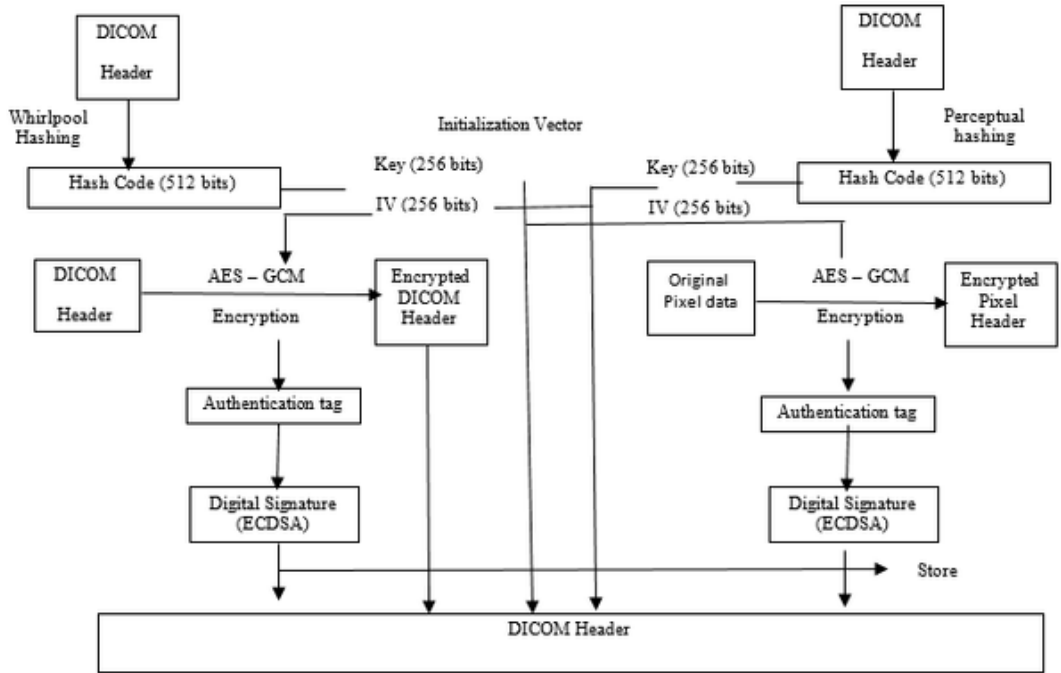 DICOM
Header
DICOM
Header
Whirlpool
Hashing
Initialization Vector
Perceptual
hashing
Hash Code (512 bits)
Key (256 bits)
Key (256 bits)
Hash Code (512 bits)
IV (256 bits)
IV (256 bits)
DICOM
Header
AES – GCM
Encryption
Encrypted
DICOM
Header
Original
Pixel data
AES – GCM
Encryption
Encrypted
Pixel
Header
Authentication tag
Authentication tag
Digital Signature
(ECDSA)
Digital Signature
(ECDSA)
Store
DICOM Header